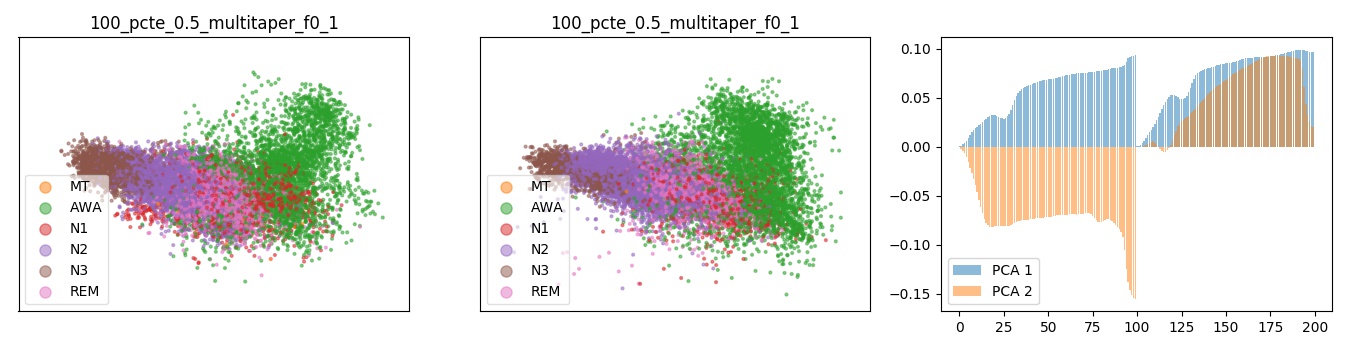 100_pcte_0.5_multitaper_f0_1
MT
AWA
N1
N2
N3
REM
100_pcte_0.5_multitaper_f0_1
MT
AWA
N1
N2
N3
REM
0.10
0.05
0.00
−0.05
−0.10
−0.15
PCA 1
PCA 2
0 25 50 75 100 125 150 175 200